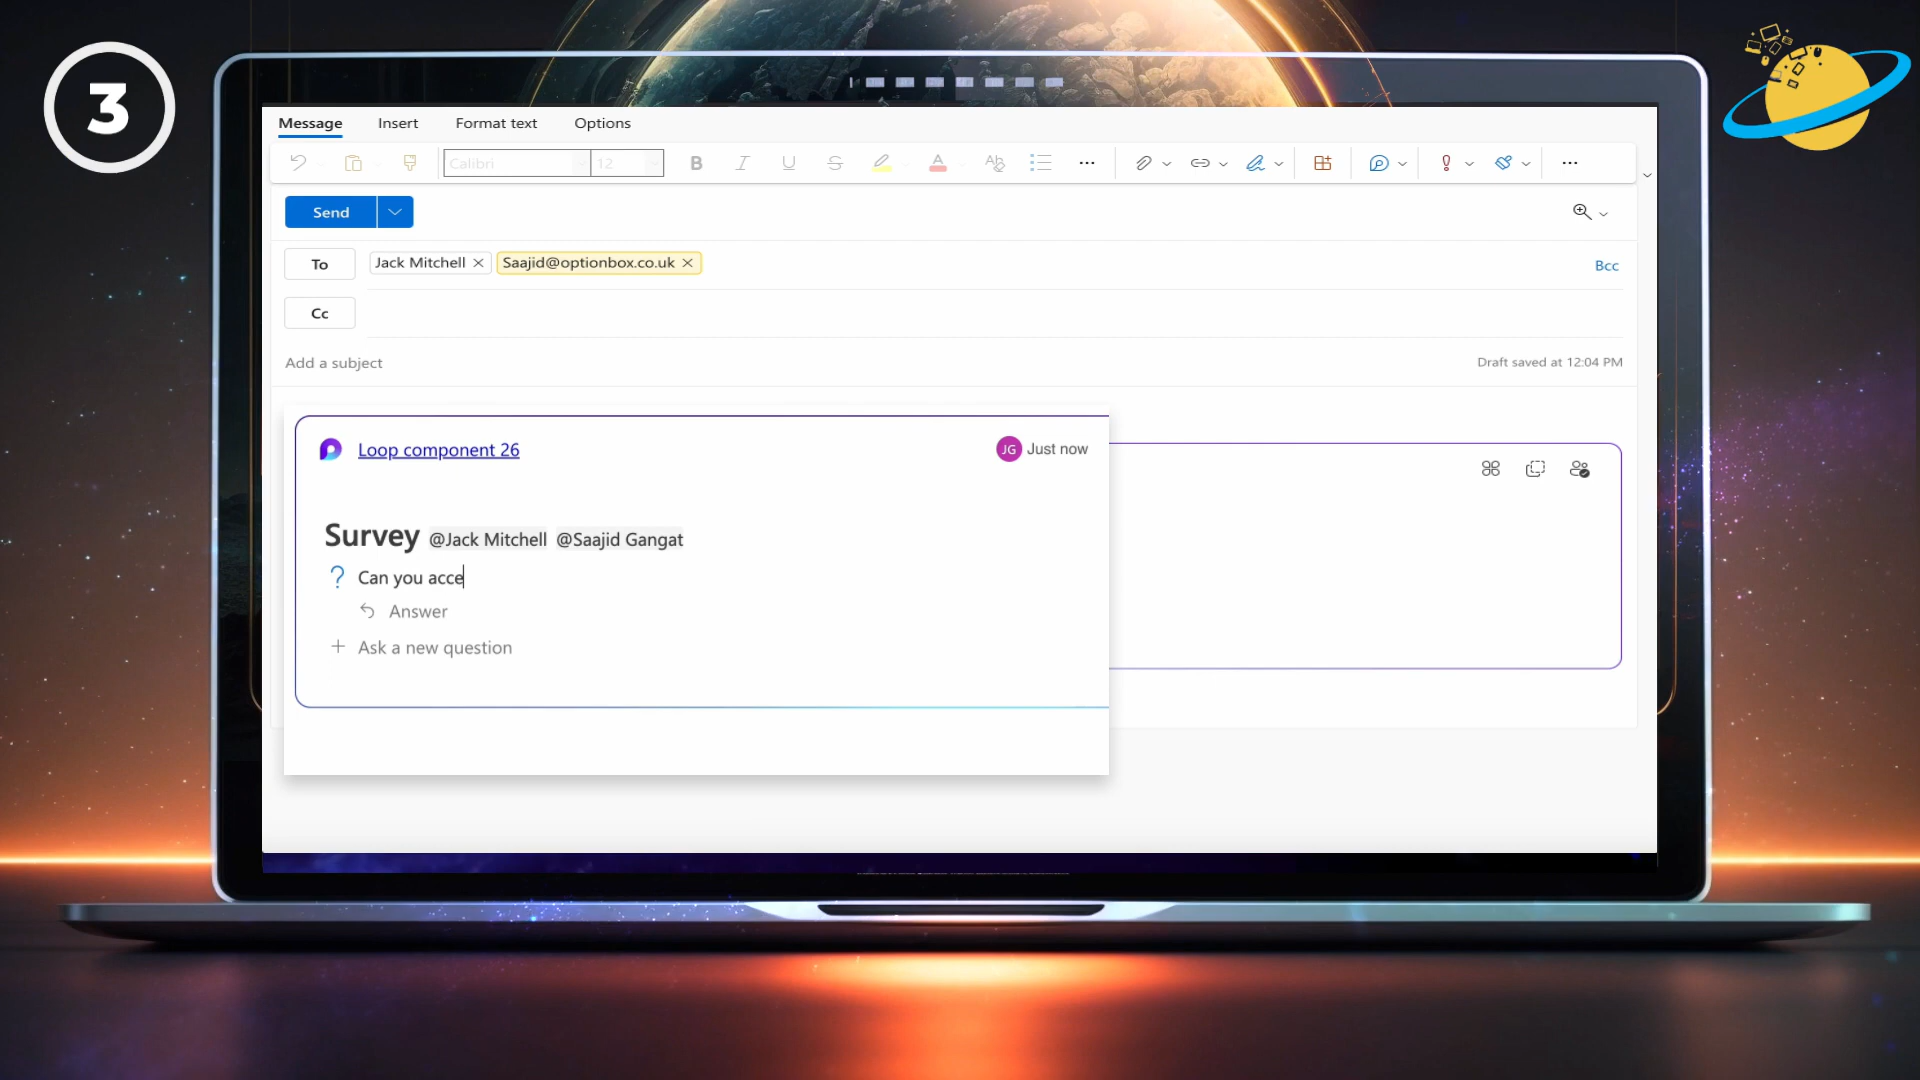 3
Message Insert Format text Options
Calibri 12
Send
To Jack Mitchell Saajid@optionbox.co.uk Bcc
Cc
Add a subject Draft saved at 12:04 PM
Loop component 26 JG Just now
Survey @Jack Mitchell @Saajid Gangat
? Can you acce
Answer
+ Ask a new question